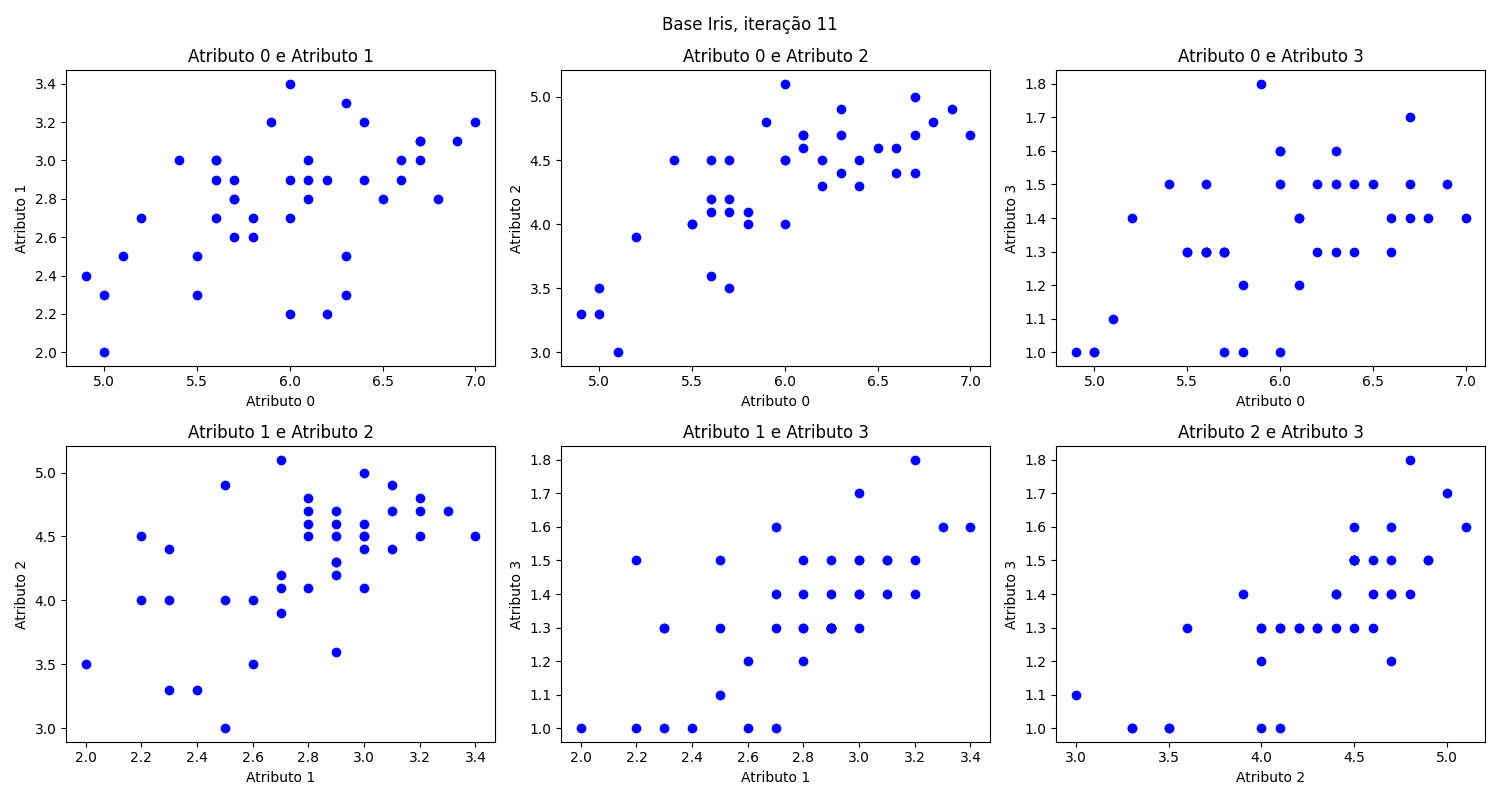 Base Iris, iteração 11
Atributo 0 e Atributo 1
3.4
3.2
3.0
2.8
2.6
2.4
2.2
2.0
Atributo 1
5.0 5.5 6.0 6.5 7.0
Atributo 0
Atributo 0 e Atributo 2
5.0
4.5
4.0
3.5
3.0
Atributo 2
5.0 5.5 6.0 6.5 7.0
Atributo 0
Atributo 0 e Atributo 3
1.8
1.7
1.6
1.5
1.4
1.3
1.2
1.1
1.0
Atributo 3
5.0 5.5 6.0 6.5 7.0
Atributo 0
Atributo 1 e Atributo 2
5.0
4.5
4.0
3.5
3.0
Atributo 2
2.0 2.2 2.4 2.6 2.8 3.0 3.2 3.4
Atributo 1
Atributo 1 e Atributo 3
1.8
1.7
1.6
1.5
1.4
1.3
1.2
1.1
1.0
Atributo 3
2.0 2.2 2.4 2.6 2.8 3.0 3.2 3.4
Atributo 1
Atributo 2 e Atributo 3
1.8
1.7
1.6
1.5
1.4
1.3
1.2
1.1
1.0
Atributo 3
3.0 3.5 4.0 4.5 5.0
Atributo 2